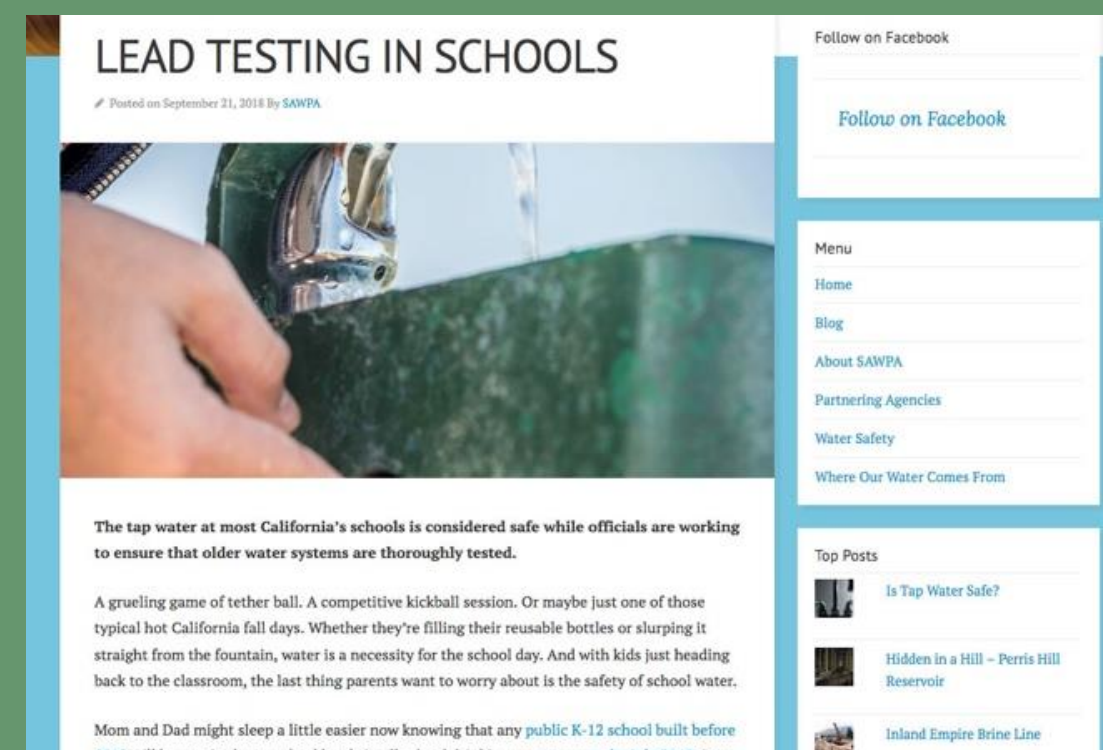 LEAD TESTING IN SCHOOLS
Posted on September 21, 2018 By SAWPA
The tap water at most California's schools is considered safe while officials are working
to ensure that older water systems are thoroughly tested.
A grueling game of tether ball. A competitive kickball session. Or maybe just one of those
typical hot California fall days. Whether they're filling their reusable bottles or slurping it
straight from the fountain, water is a necessity for the school day. And with kids just heading
back to the classroom, the last thing parents want to worry about is the safety of school water.
Mom and Dad might sleep a little easier now knowing that any public K-12 school built before
Follow on Facebook
Follow on Facebook
Menu
Home
Blog
About SAWPA
Partnering Agencies
Water Safety
Where Our Water Comes From
Top Posts
Is Tap Water Safe?
Hidden in a Hill – Perris Hill
Reservoir
Inland Empire Brine Line